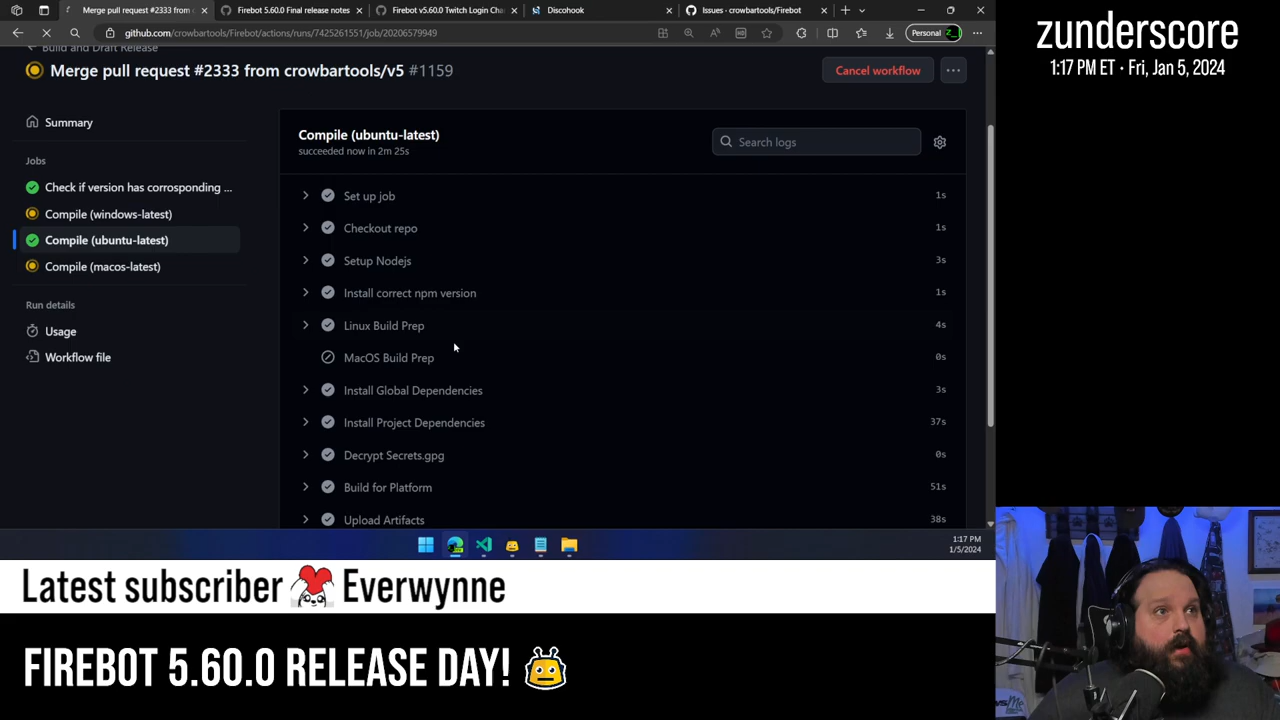 Merge pull request #2333 from c
Firebot 5.60.0 Final release notes
Firebot v5.60.0 Twitch Login Cha
Discohook
Issues · crowbartools/Firebot
github.com/crowbartools/Firebot/actions/runs/7425261551/job/20206579949
Personal
zunderscore
1:17 PM ET · Fri, Jan 5, 2024
Build and Draft Release
Merge pull request #2333 from crowbartools/v5 #1159
Cancel workflow
Summary
Jobs
Check if version has corrosponding ...
Compile (windows-latest)
Compile (ubuntu-latest)
Compile (macos-latest)
Run details
Usage
Workflow file
Compile (ubuntu-latest)
succeeded now in 2m 25s
Search logs
Set up job 1s
Checkout repo 1s
Setup Nodejs 3s
Install correct npm version 1s
Linux Build Prep 4s
MacOS Build Prep 0s
Install Global Dependencies 3s
Install Project Dependencies 37s
Decrypt Secrets.gpg 0s
Build for Platform 51s
Upload Artifacts 38s
1:17 PM
1/5/2024
Latest subscriber Everwynne
FIREBOT 5.60.0 RELEASE DAY!